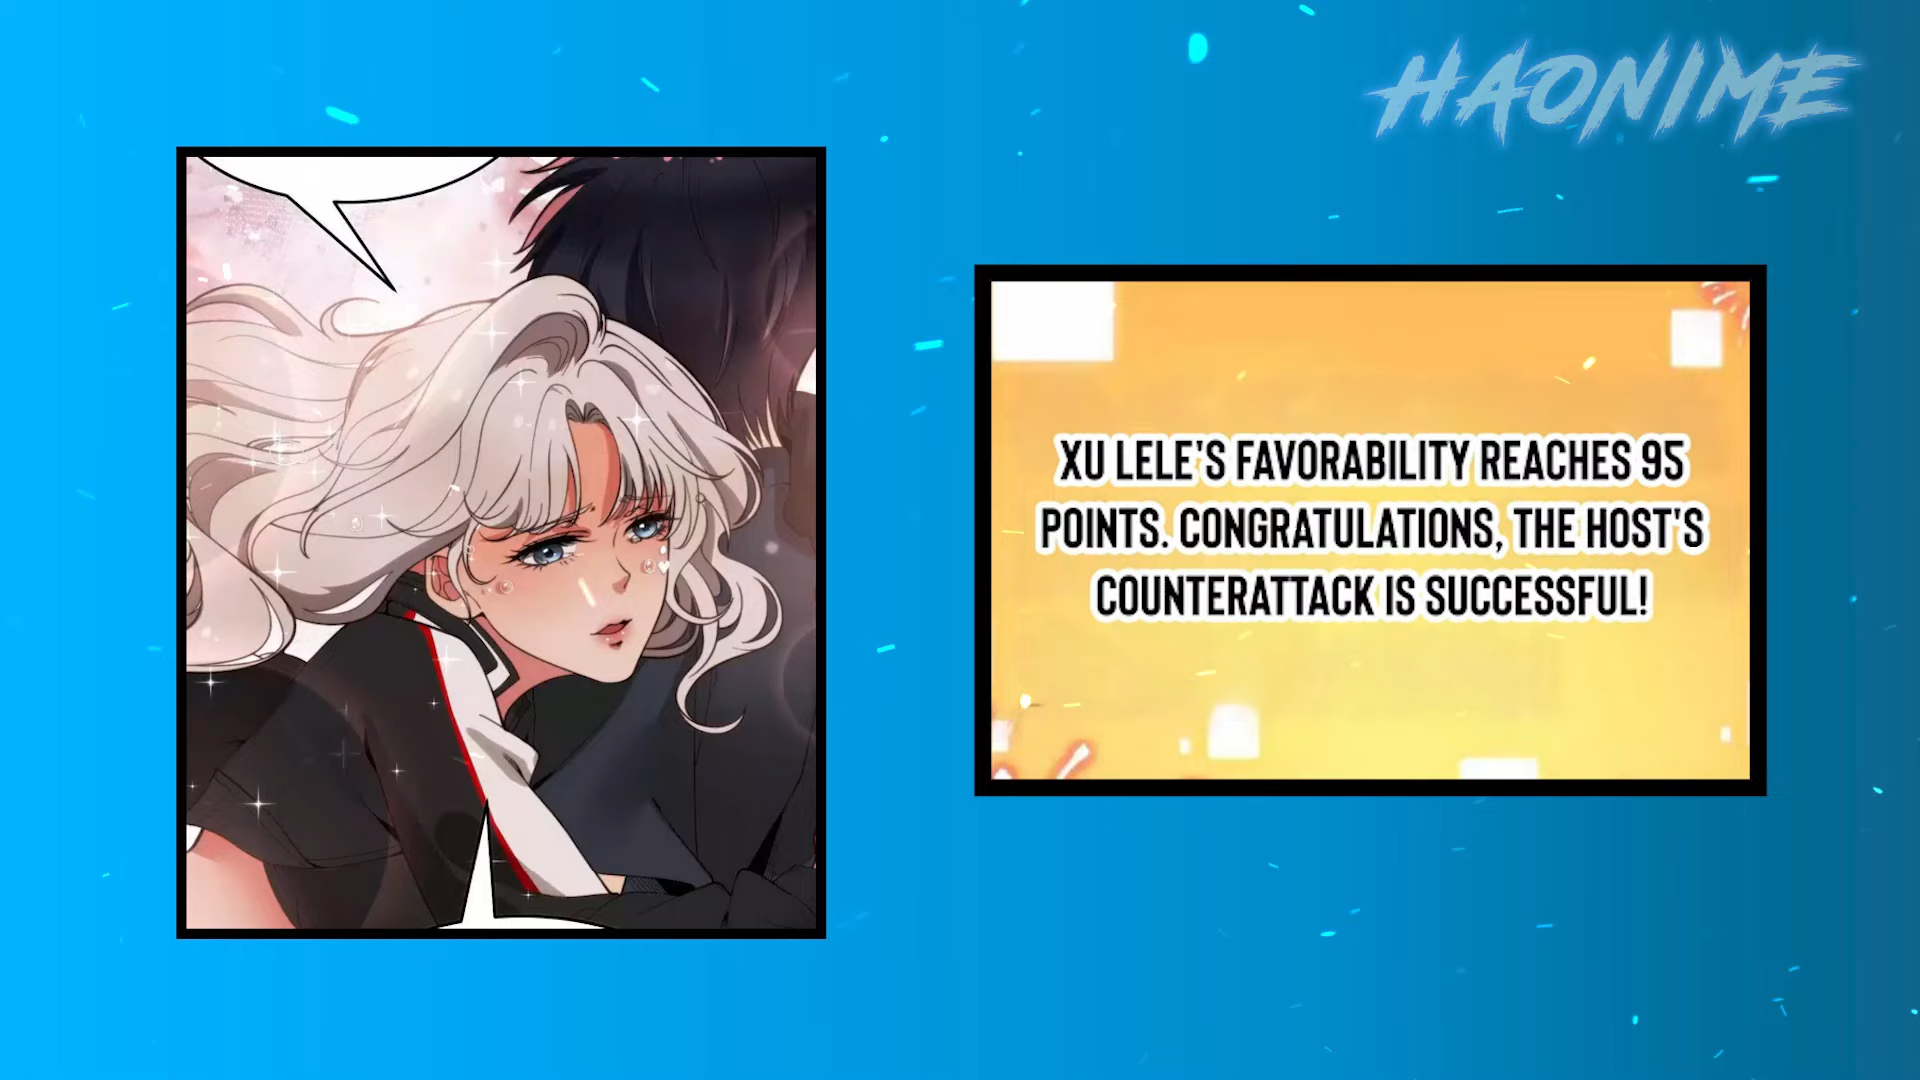 HAONIME
XU LELE'S FAVORABILITY REACHES 95
POINTS. CONGRATULATIONS, THE HOST'S
COUNTERATTACK IS SUCCESSFUL!